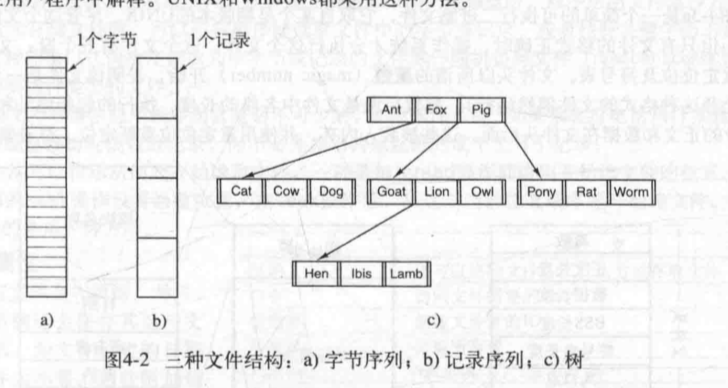 应用）程序中解释。UNIX和Windows都采用这种方法。
1个字节
1个记录
Ant Fox Pig
Cat Cow Dog Goat Lion Owl Pony Rat Worm
Hen Ibis Lamb
a) b) c)
图4-2 三种文件结构：a) 字节序列；b) 记录序列；c) 树